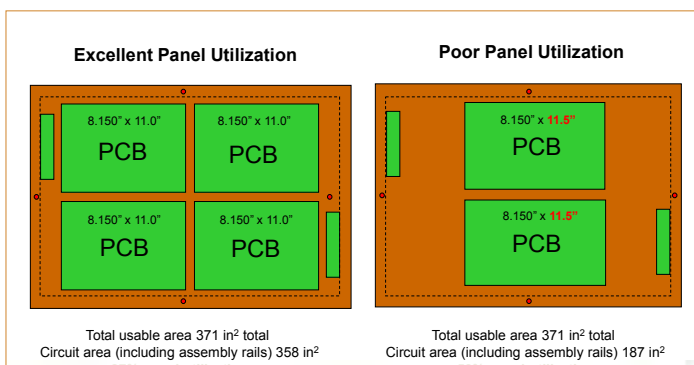 Excellent Panel Utilization
8.150” x 11.0”
PCB
8.150” x 11.0”
PCB
8.150” x 11.0”
PCB
8.150” x 11.0”
PCB
Total usable area 371 in² total
Circuit area (including assembly rails) 358 in²
Poor Panel Utilization
8.150” x 11.5”
PCB
8.150” x 11.5”
PCB
Total usable area 371 in² total
Circuit area (including assembly rails) 187 in²